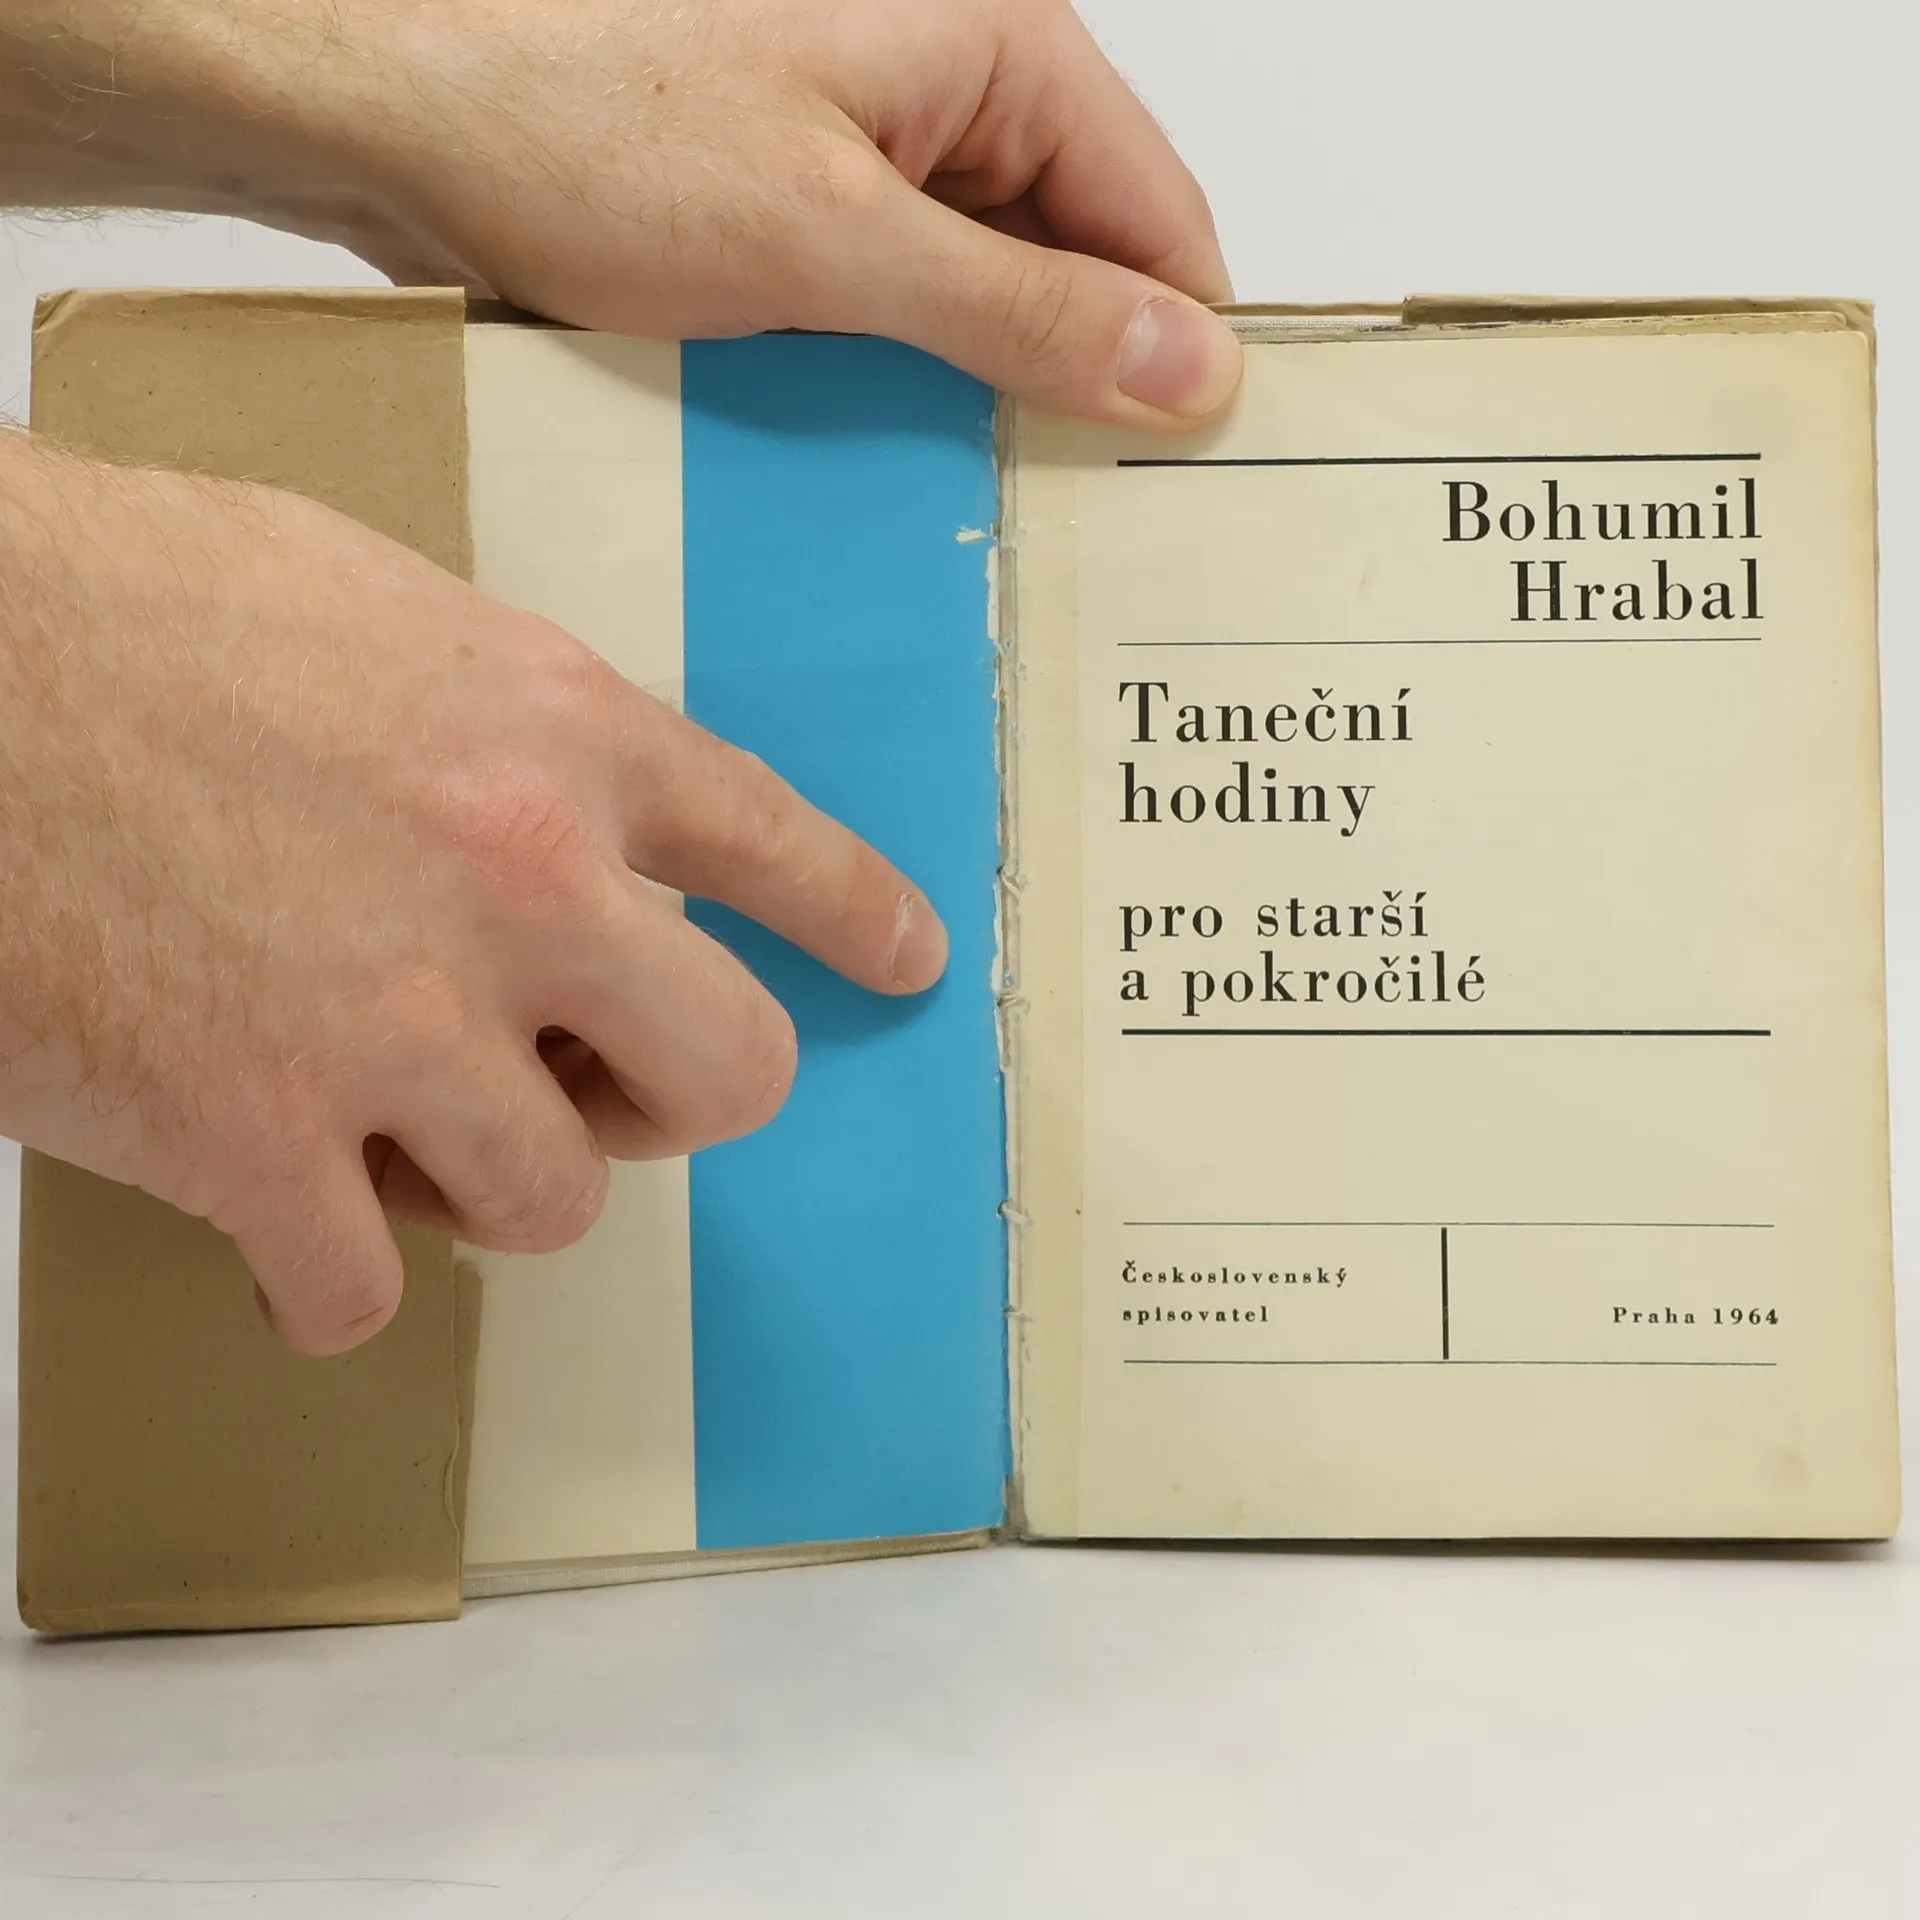 Bohumil
Hrabal
Taneční
hodiny
pro starší
a pokročilé
Československý
spisovatel
Praha 1964